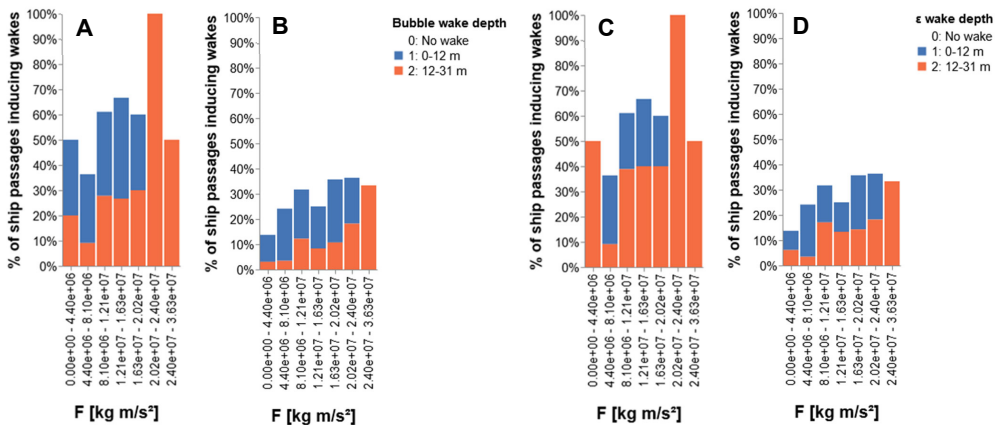 A
% of ship passages inducing wakes
100%
90%
80%
70%
60%
50%
40%
30%
20%
10%
0%
0.00e+00 - 4.40e+06
4.40e+06 - 8.10e+06
8.10e+06 - 1.21e+07
1.21e+07 - 1.63e+07
1.63e+07 - 2.02e+07
2.02e+07 - 2.40e+07
2.40e+07 - 3.63e+07
F [kg m/s²]
B
% of ship passages inducing wakes
100%
90%
80%
70%
60%
50%
40%
30%
20%
10%
0%
0.00e+00 - 4.40e+06
4.40e+06 - 8.10e+06
8.10e+06 - 1.21e+07
1.21e+07 - 1.63e+07
1.63e+07 - 2.02e+07
2.02e+07 - 2.40e+07
2.40e+07 - 3.63e+07
F [kg m/s²]
Bubble wake depth
0: No wake
1: 0-12 m
2: 12-31 m
C
% of ship passages inducing wakes
100%
90%
80%
70%
60%
50%
40%
30%
20%
10%
0%
0.00e+00 - 4.40e+06
4.40e+06 - 8.10e+06
8.10e+06 - 1.21e+07
1.21e+07 - 1.63e+07
1.63e+07 - 2.02e+07
2.02e+07 - 2.40e+07
2.40e+07 - 3.63e+07
F [kg m/s²]
D
% of ship passages inducing wakes
100%
90%
80%
70%
60%
50%
40%
30%
20%
10%
0%
0.00e+00 - 4.40e+06
4.40e+06 - 8.10e+06
8.10e+06 - 1.21e+07
1.21e+07 - 1.63e+07
1.63e+07 - 2.02e+07
2.02e+07 - 2.40e+07
2.40e+07 - 3.63e+07
F [kg m/s²]
ε wake depth
0: No wake
1: 0-12 m
2: 12-31 m